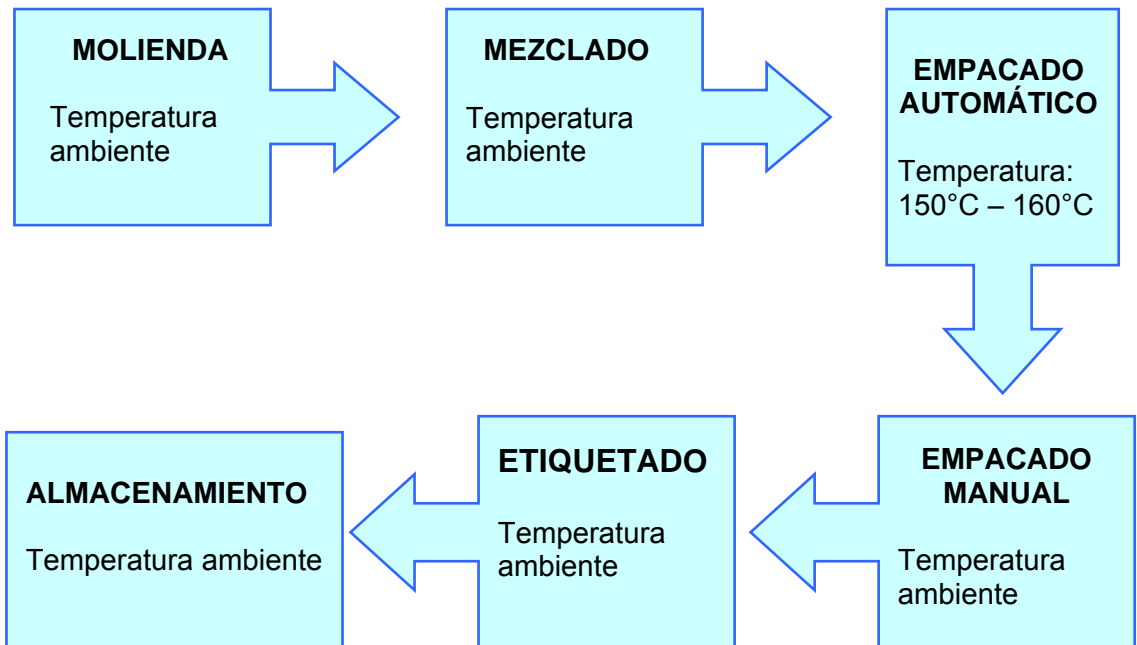 MOLIENDA
Temperatura
ambiente
MEZCLADO
Temperatura
ambiente
EMPACADO
AUTOMÁTICO
Temperatura:
150°C – 160°C
EMPACADO
MANUAL
Temperatura
ambiente
ETIQUETADO
Temperatura
ambiente
ALMACENAMIENTO
Temperatura ambiente